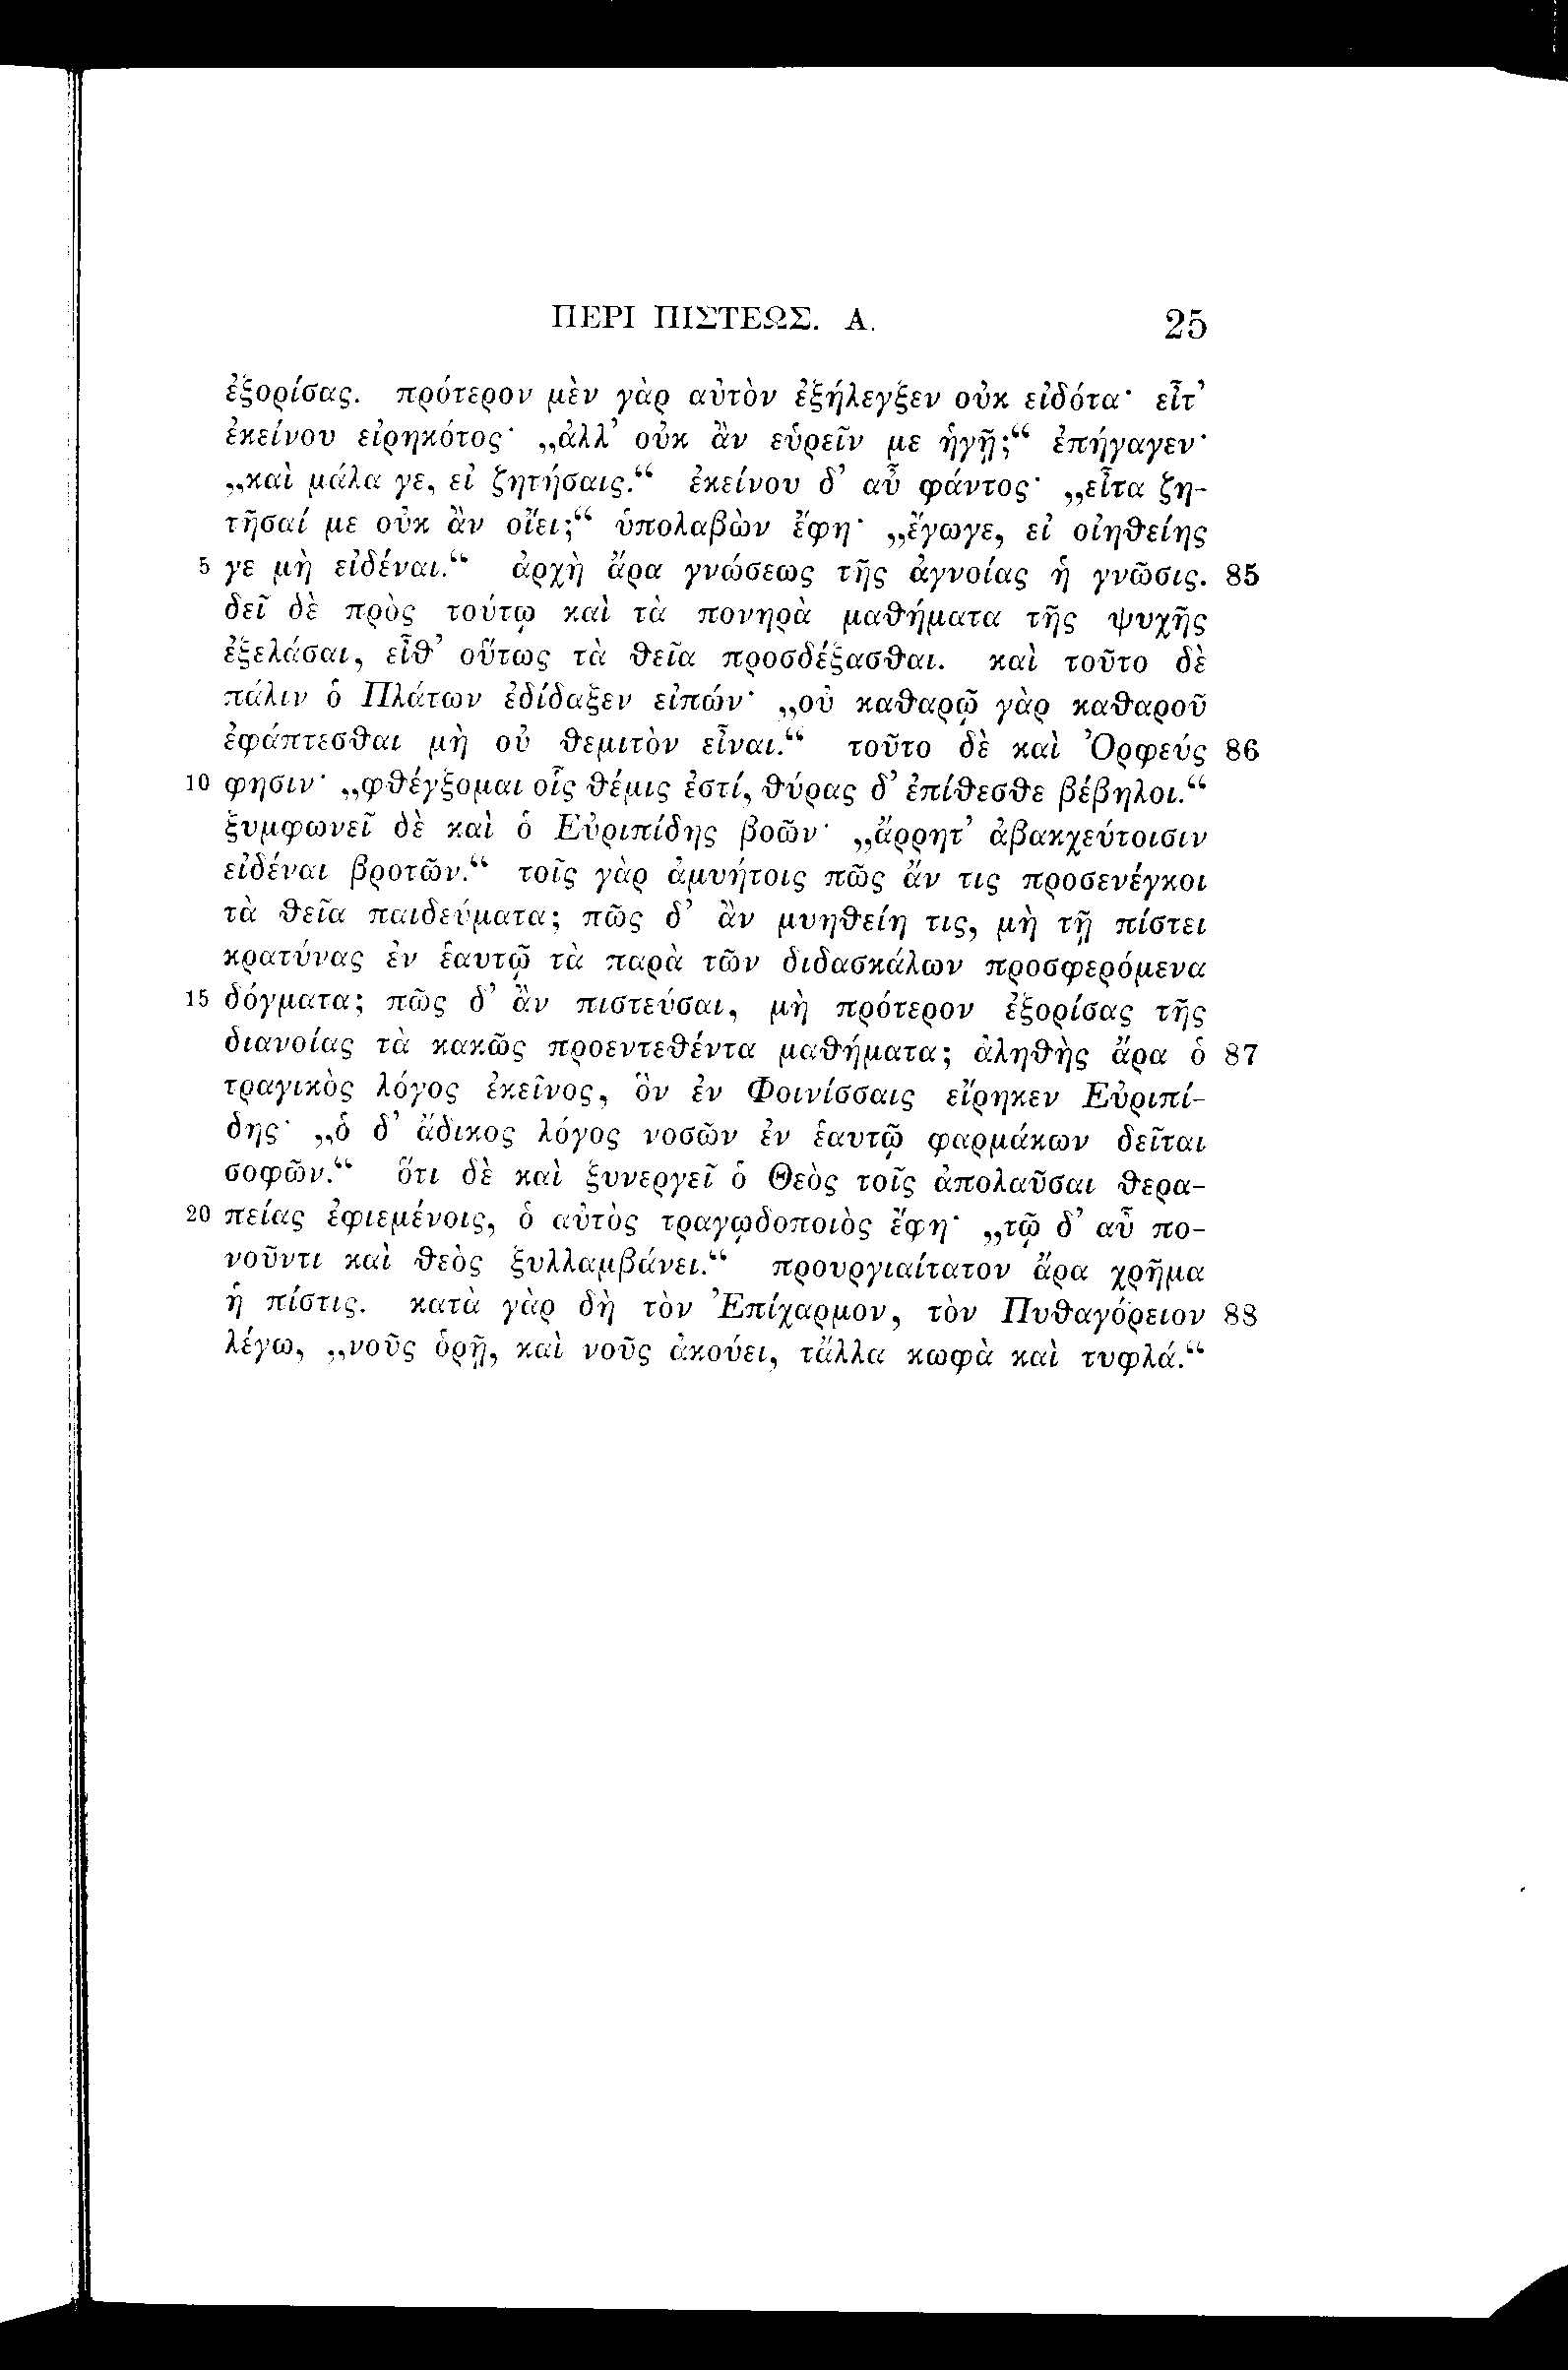 ΠΕΡΙ ΠΙΣΤΕΩΣ. Α. 25
ἐξορίσας. πρότερον μὲν γὰρ αὐτὸν ἐξήλεγξεν οὐκ εἰδότα· εἶτ’
ἐκείνου εἰρηκότος· „ἀλλ’ οὐκ ἂν εὑρεῖν με ἡγῇ;“ ἐπήγαγεν·
„καὶ μάλα γε, εἰ ζητήσαις.“ ἐκείνου δ’ αὖ φάντος· „εἶτα ζη-
τῆσαί με οὐκ ἂν οἴει;“ ὑπολαβὼν ἔφη· „ἔγωγε, εἰ οἰηθείης
5 γε μὴ εἰδέναι.“ ἀρχὴ ἄρα γνώσεως τῆς ἀγνοίας ἡ γνῶσις. 85
δεῖ δὲ πρὸς τούτῳ καὶ τὰ πονηρὰ μαθήματα τῆς ψυχῆς
ἐξελάσαι, εἶθ’ οὕτως τὰ θεῖα προσδέξασθαι. καὶ τοῦτο δὲ
πάλιν ὁ Πλάτων ἐδίδαξεν εἰπών· „οὐ καθαρῷ γὰρ καθαροῦ
ἐφάπτεσθαι μὴ οὐ θεμιτὸν εἶναι.“ τοῦτο δὲ καὶ Ὀρφεύς 86
10 φησιν· „φθέγξομαι οἷς θέμις ἐστί, θύρας δ’ ἐπίθεσθε βέβηλοι.“
ξυμφωνεῖ δὲ καὶ ὁ Εὐριπίδης βοῶν· „ἄρρητ’ ἀβακχεύτοισιν
εἰδέναι βροτῶν.“ τοῖς γὰρ ἀμυήτοις πῶς ἄν τις προσενέγκοι
τὰ θεῖα παιδεύματα; πῶς δ’ ἂν μυηθείη τις, μὴ τῇ πίστει
κρατύνας ἐν ἑαυτῷ τὰ παρὰ τῶν διδασκάλων προσφερόμενα
15 δόγματα; πῶς δ’ ἂν πιστεύσαι, μὴ πρότερον ἐξορίσας τῆς
διανοίας τὰ κακῶς προεντεθέντα μαθήματα; ἀληθὴς ἄρα ὁ 87
τραγικὸς λόγος ἐκεῖνος, ὃν ἐν Φοινίσσαις εἴρηκεν Εὐριπί-
δης· „ὁ δ’ ἄδικος λόγος νοσῶν ἐν ἑαυτῷ φαρμάκων δεῖται
σοφῶν.“ ὅτι δὲ καὶ ξυνεργεῖ ὁ Θεὸς τοῖς ἀπολαῦσαι θερα-
20 πείας ἐφιεμένοις, ὁ αὐτὸς τραγῳδοποιὸς ἔφη· „τῷ δ’ αὖ πο-
νοῦντι καὶ θεὸς ξυλλαμβάνει.“ προυργιαίτατον ἄρα χρῆμα
ἡ πίστις. κατὰ γὰρ δὴ τὸν Ἐπίχαρμον, τὸν Πυθαγόρειον 88
λέγω, „νοῦς ὁρῇ, καὶ νοῦς ἀκούει, τἄλλα κωφὰ καὶ τυφλά.“